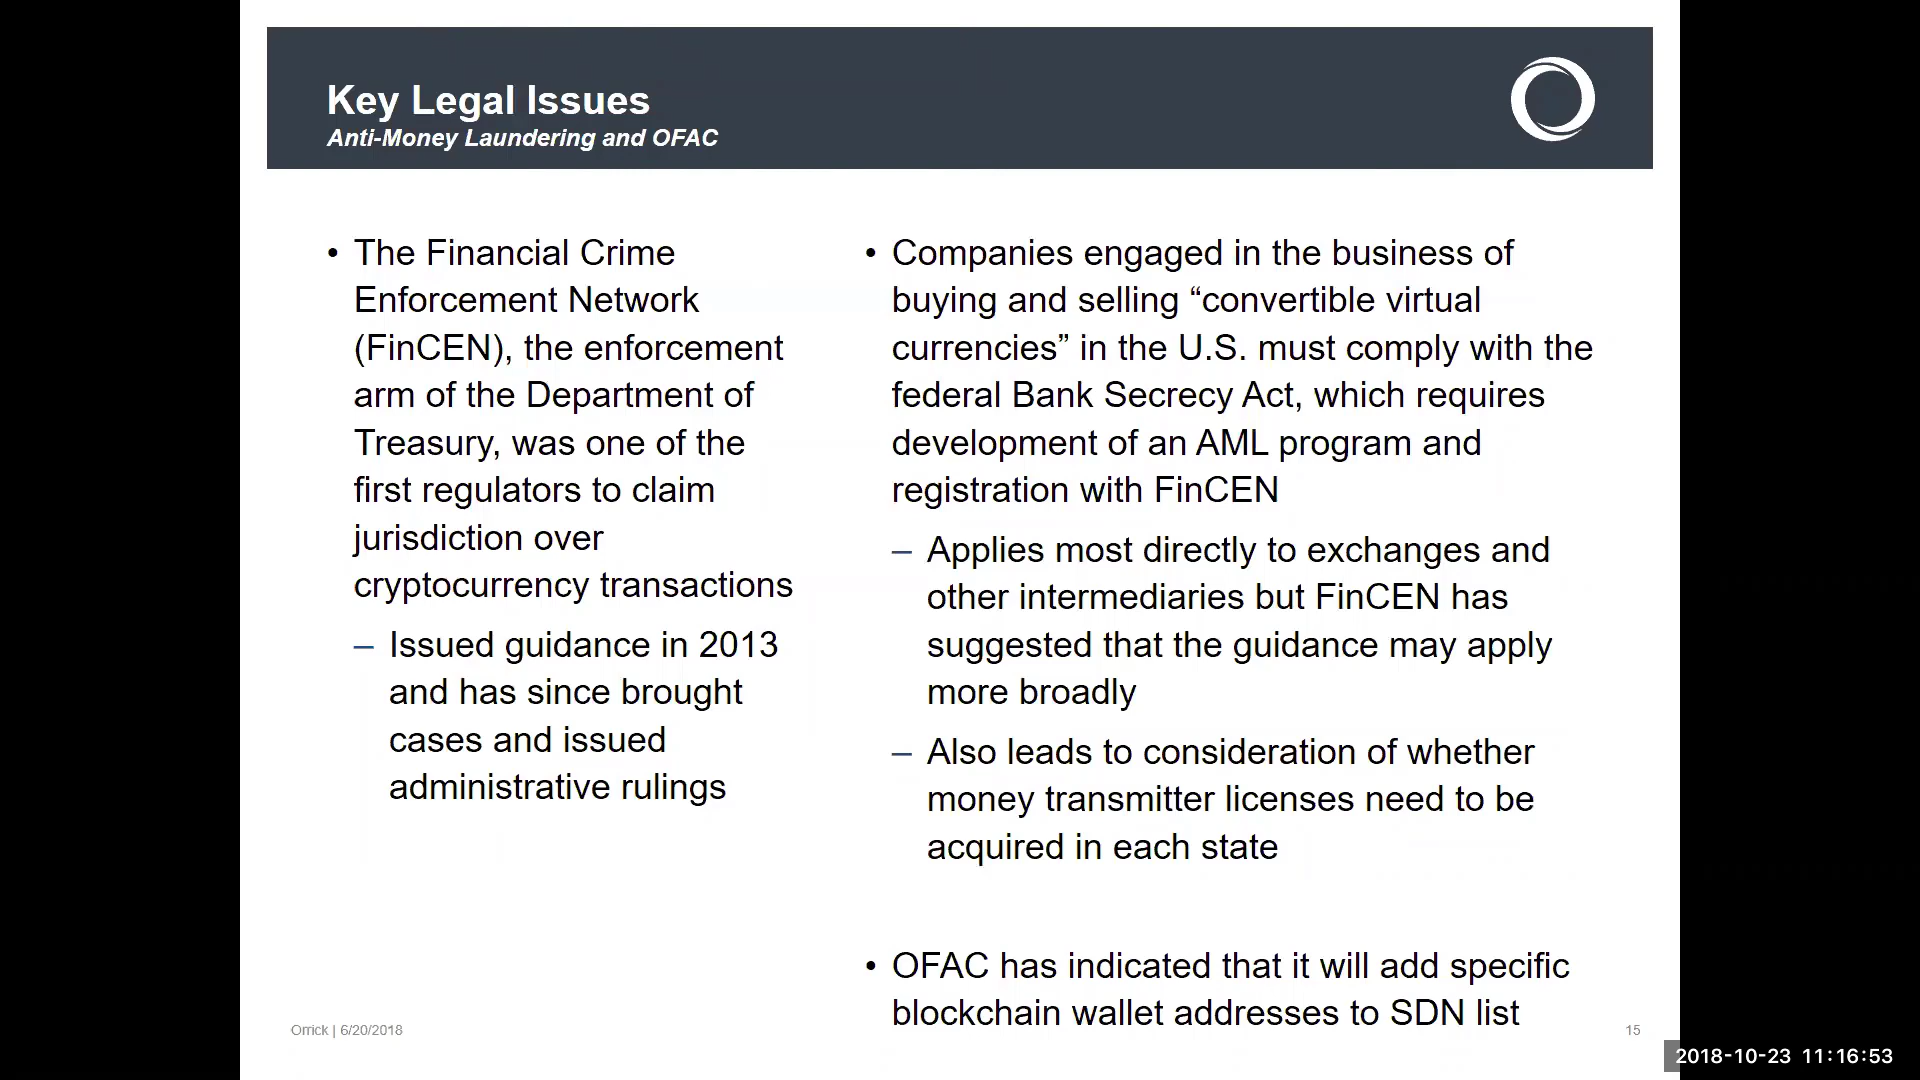 Key Legal Issues
Anti-Money Laundering and OFAC
• The Financial Crime
Enforcement Network
(FinCEN), the enforcement
arm of the Department of
Treasury, was one of the
first regulators to claim
jurisdiction over
cryptocurrency transactions
– Issued guidance in 2013
and has since brought
cases and issued
administrative rulings
• Companies engaged in the business of
buying and selling “convertible virtual
currencies” in the U.S. must comply with the
federal Bank Secrecy Act, which requires
development of an AML program and
registration with FinCEN
– Applies most directly to exchanges and
other intermediaries but FinCEN has
suggested that the guidance may apply
more broadly
– Also leads to consideration of whether
money transmitter licenses need to be
acquired in each state
• OFAC has indicated that it will add specific
blockchain wallet addresses to SDN list
Orrick | 6/20/2018
15
2018-10-23 11:16:53